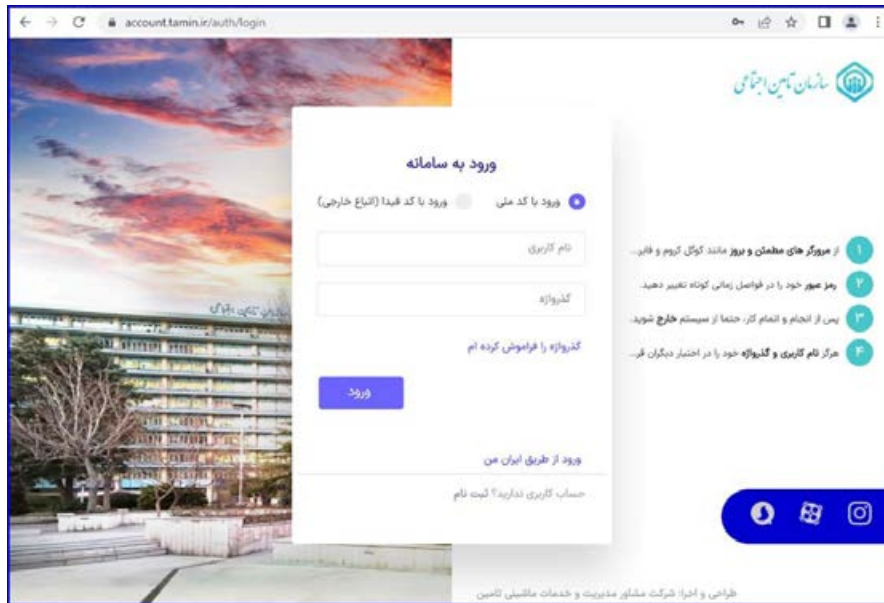 account.tamin.ir/auth/login
سازمان تامین اجتماعی
ورود به سامانه
ورود با کد ملی
ورود با کد فیدا (اتباع خارجی)
نام کاربری
گذرواژه
گذرواژه را فراموش کرده ام
ورود
ورود از طریق ایران من
حساب کاربری ندارید؟ ثبت نام
۱ از مرورگر های مطمئن و بروز مانند گوگل کروم و فایر...
۲ رمز عبور خود را در فواصل زمانی کوتاه تغییر دهید.
۳ پس از انجام و اتمام کار، حتما از سیستم خارج شوید.
۴ هرگز نام کاربری و گذرواژه خود را در اختیار دیگران قر...
طراحی و اجرا: شرکت مشاور مدیریت و خدمات ماشینی تامین